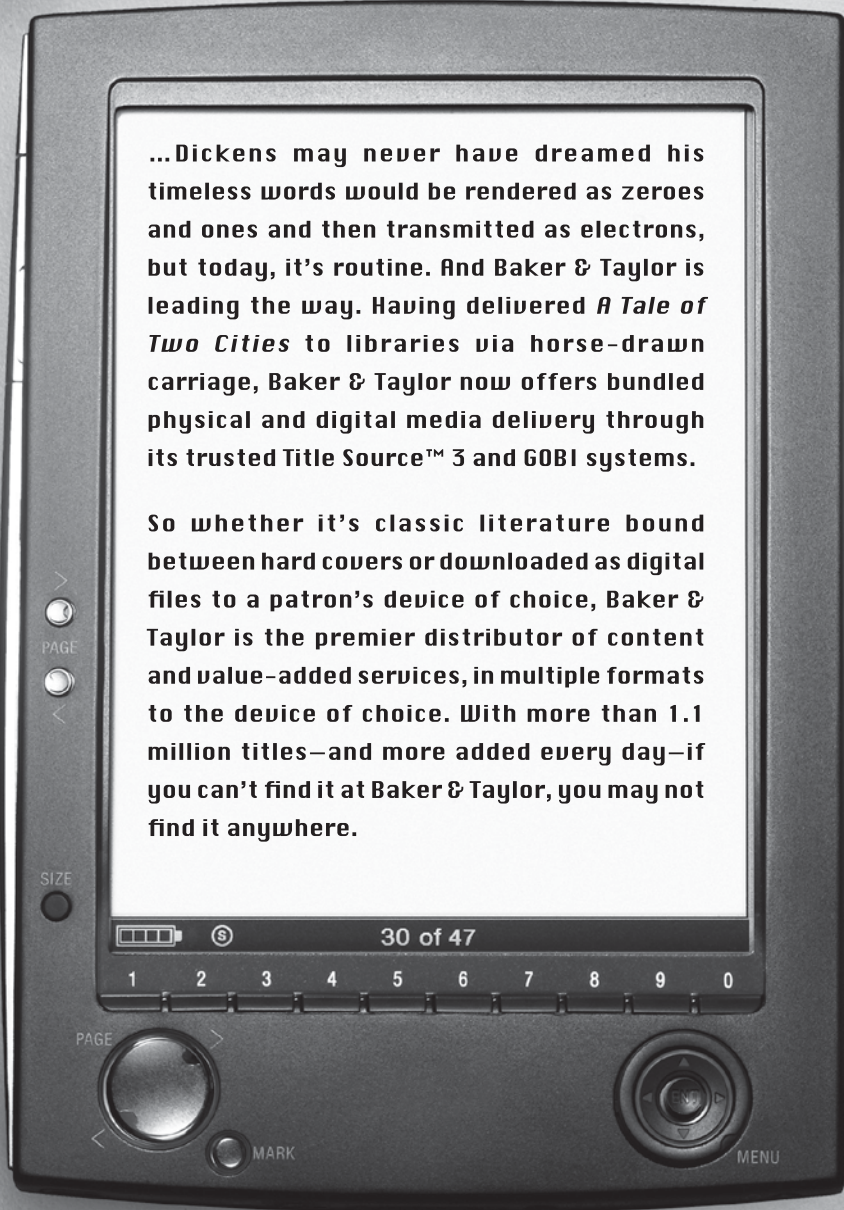 ...Dickens may never have dreamed his
timeless words would be rendered as zeroes
and ones and then transmitted as electrons,
but today, it's routine. And Baker & Taylor is
leading the way. Having delivered A Tale of
Two Cities to libraries via horse-drawn
carriage, Baker & Taylor now offers bundled
physical and digital media delivery through
its trusted Title Source™ 3 and GOBI systems.
So whether it's classic literature bound
between hard covers or downloaded as digital
files to a patron's device of choice, Baker &
Taylor is the premier distributor of content
and value-added services, in multiple formats
to the device of choice. With more than 1.1
million titles—and more added every day—if
you can't find it at Baker & Taylor, you may not
find it anywhere.
PAGE
SIZE
S 30 of 47
1 2 3 4 5 6 7 8 9 0
PAGE
MARK
ENT
MENU